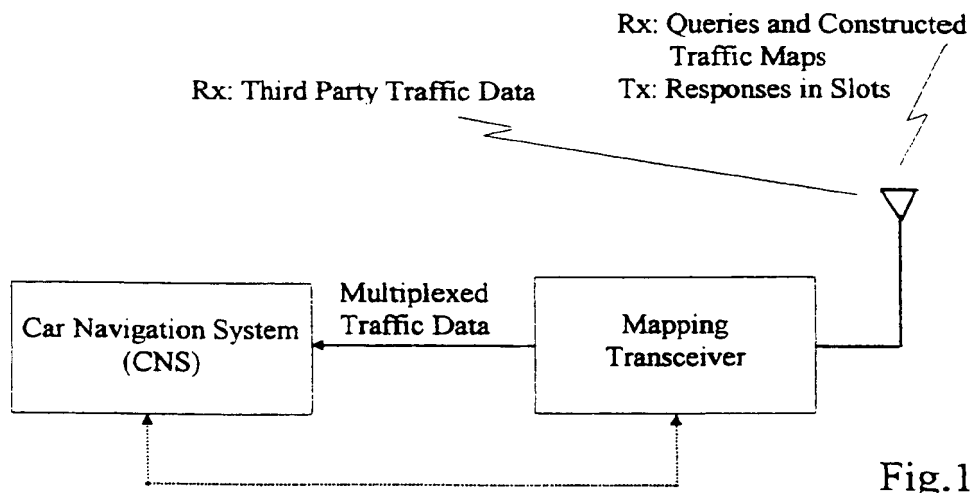 Rx: Queries and Constructed
Traffic Maps
Rx: Third Party Traffic Data
Tx: Responses in Slots
Multiplexed
Traffic Data
Car Navigation System
(CNS)
Mapping
Transceiver
Fig.1